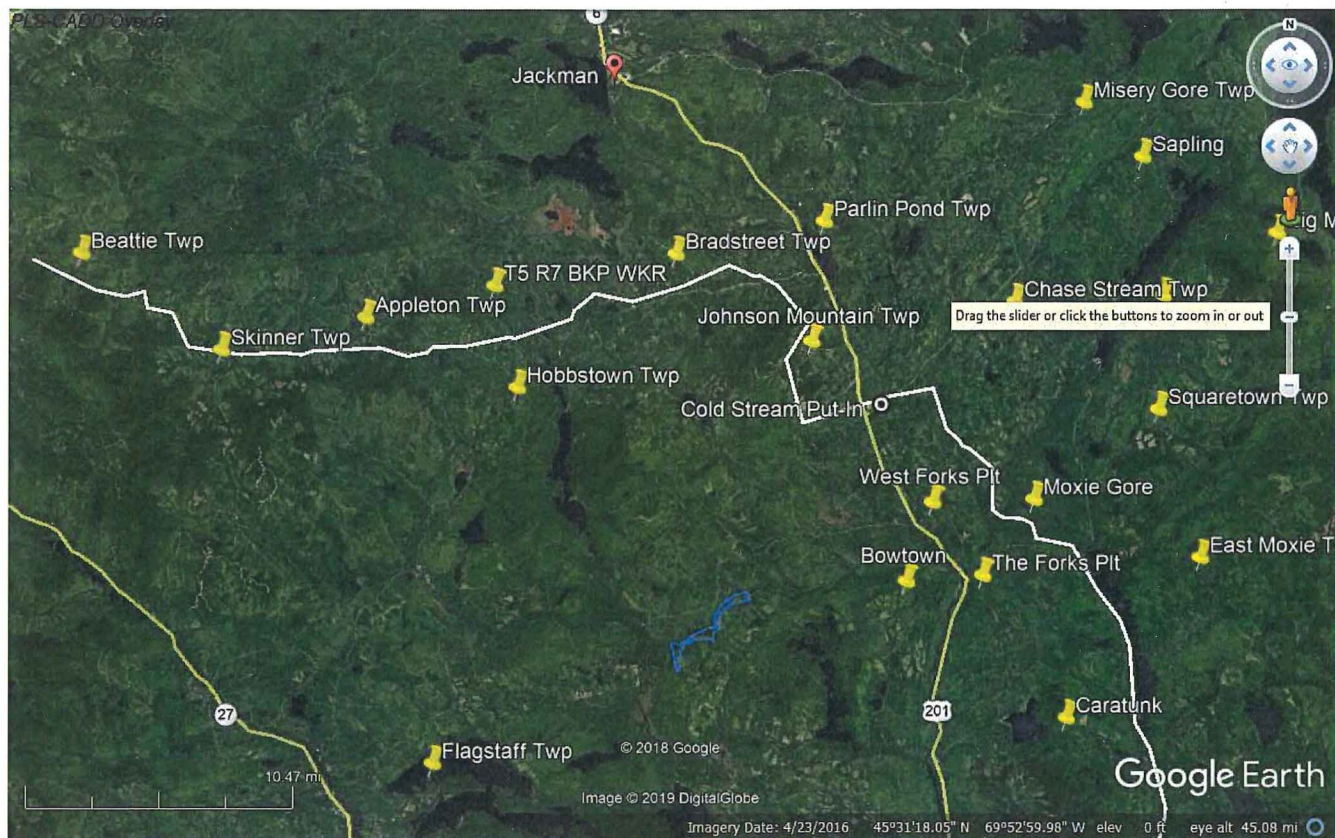 PLS-CADD Overlay
6
N
Jackman
Misery Gore Twp
Sapling
Parlin Pond Twp
Beattie Twp
Bradstreet Twp
T5 R7 BKP WKR
Appleton Twp
Chase Stream Twp
Drag the slider or click the buttons to zoom in or out
Johnson Mountain Twp
Skinner Twp
Hobbstown Twp
Squaretown Twp
Cold Stream Put-In
West Forks Plt
Moxie Gore
East Moxie T
Bowtown
The Forks Plt
27
201
Caratunk
Flagstaff Twp
© 2018 Google
10.47 mi
Google Earth
Image © 2019 DigitalGlobe
Imagery Date: 4/23/2016 45°31'18.05" N 69°52'59.98" W elev 0 ft eye alt 45.08 mi